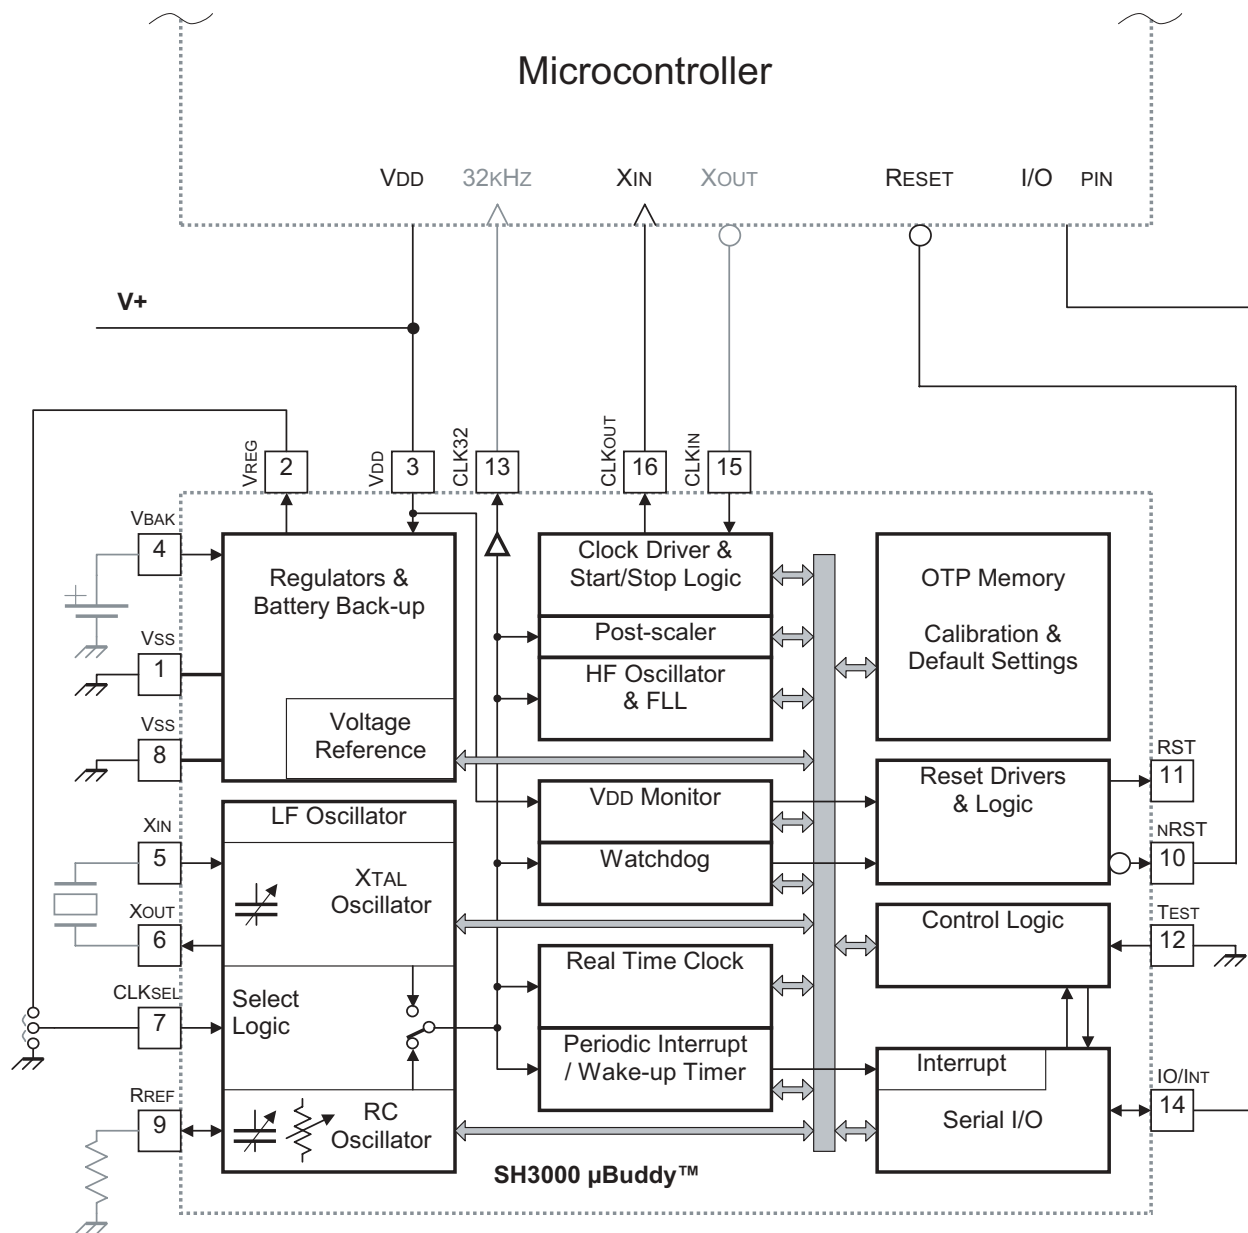 Microcontroller
VDD 32KHZ XIN XOUT RESET I/O PIN
V+
VREG VDD CLK32 CLKOUT CLKIN
2 3 13 16 15
VBAK
4
Regulators &
Battery Back-up
Clock Driver &
Start/Stop Logic
OTP Memory
Calibration &
Default Settings
+
VSS
1
Post-scaler
HF Oscillator
& FLL
Voltage
Reference
VSS
8
VDD Monitor
Watchdog
Reset Drivers
& Logic
RST
11
NRST
10
LF Oscillator
XIN
5
XTAL
Oscillator
XOUT
6
Control Logic
TEST
12
Real Time Clock
CLKSEL
7
Select
Logic
Periodic Interrupt
/ Wake-up Timer
Interrupt
Serial I/O
IO/INT
14
RREF
9
RC
Oscillator
SH3000 µBuddy™